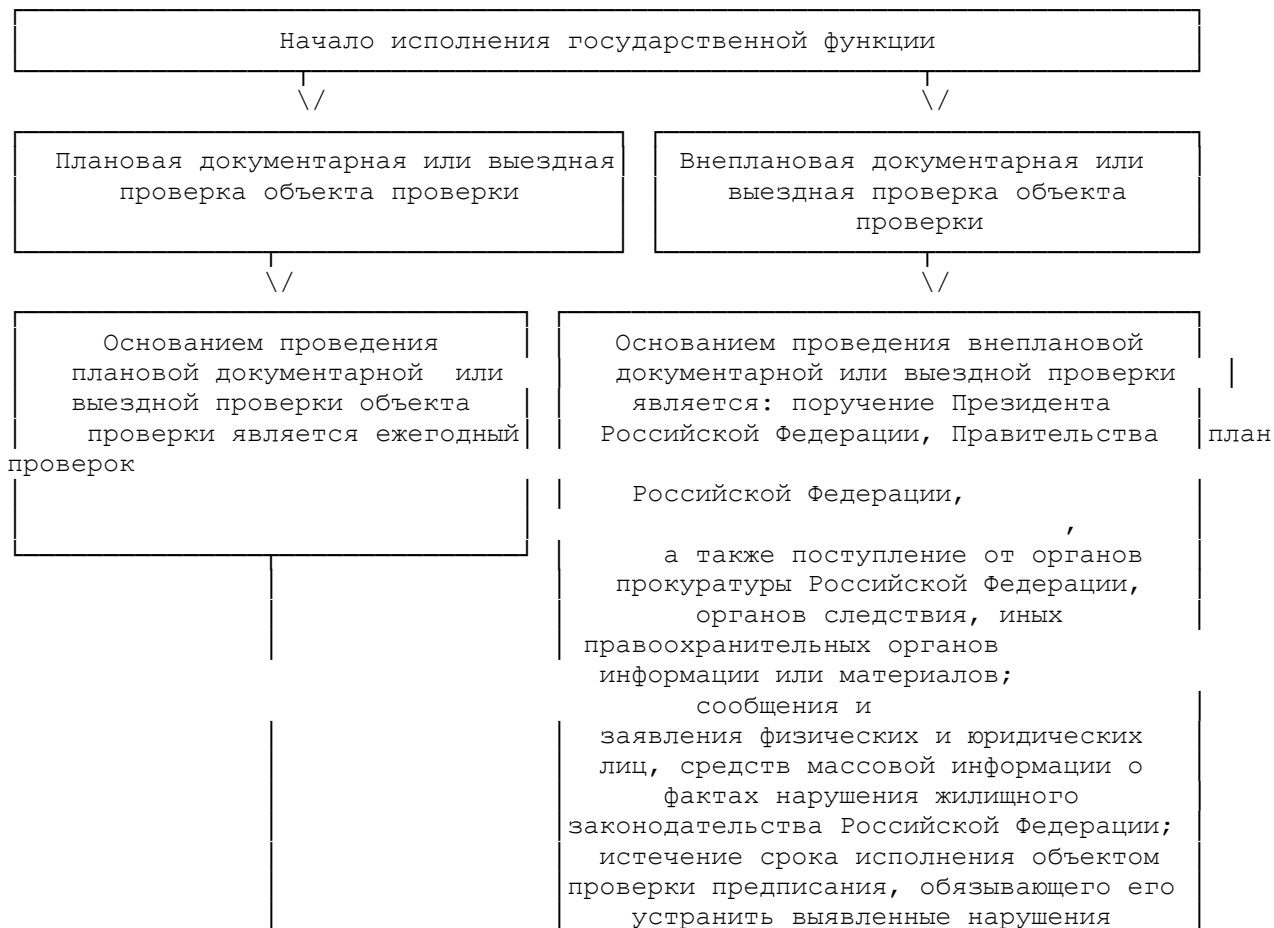 Начало исполнения государственной функции
\/ \/
Плановая документарная или выездная
проверка объекта проверки
Внеплановая документарная или
выездная проверка объекта
проверки
\/ \/
Основанием проведения
плановой документарной или
выездной проверки объекта
проверки является ежегодный
план
проверок
Основанием проведения внеплановой
документарной или выездной проверки
является: поручение Президента
Российской Федерации, Правительства
Российской Федерации,
,
а также поступление от органов
прокуратуры Российской Федерации,
органов следствия, иных
правоохранительных органов
информации или материалов;
сообщения и
заявления физических и юридических
лиц, средств массовой информации о
фактах нарушения жилищного
законодательства Российской Федерации;
истечение срока исполнения объектом
проверки предписания, обязывающего его
устранить выявленные нарушения